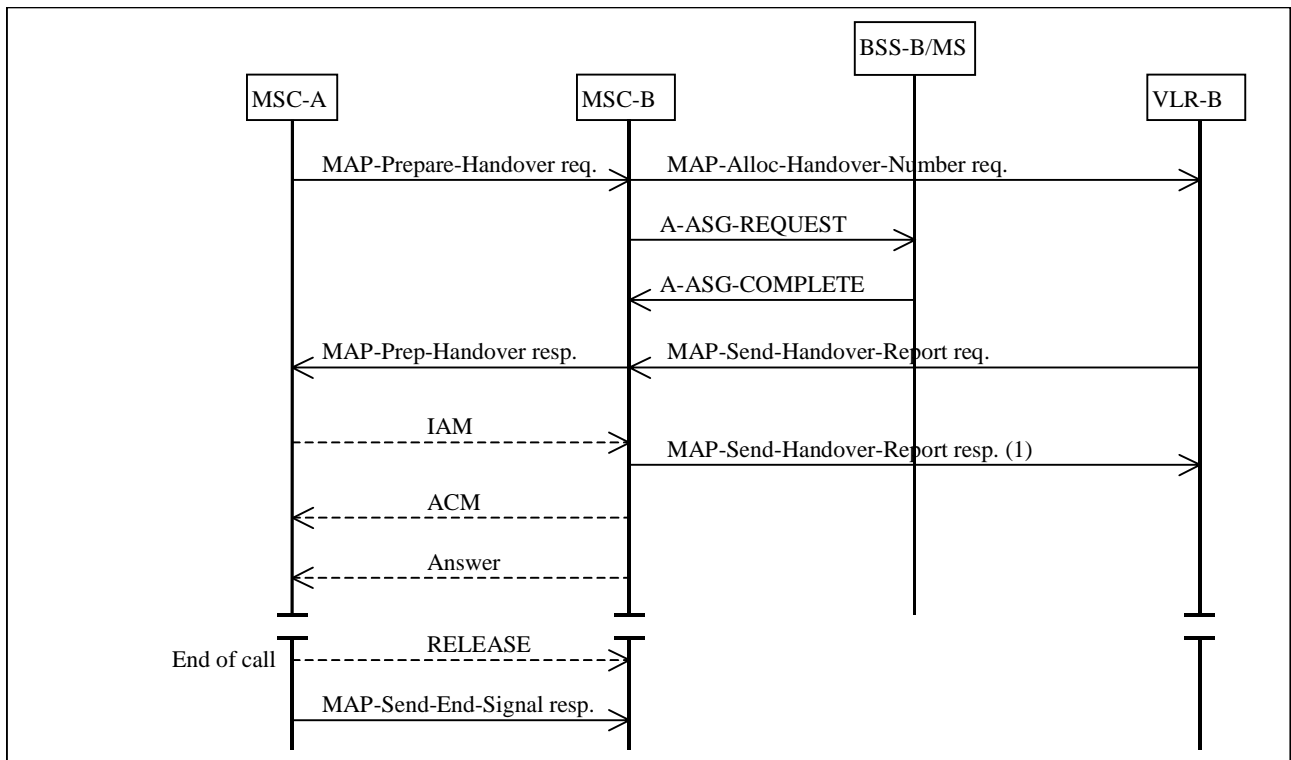 BSS-B/MS
MSC-A
MSC-B
VLR-B
MAP-Prepare-Handover req.
MAP-Alloc-Handover-Number req.
A-ASG-REQUEST
A-ASG-COMPLETE
MAP-Prep-Handover resp.
MAP-Send-Handover-Report req.
IAM
MAP-Send-Handover-Report resp. (1)
ACM
Answer
RELEASE
End of call
MAP-Send-End-Signal resp.